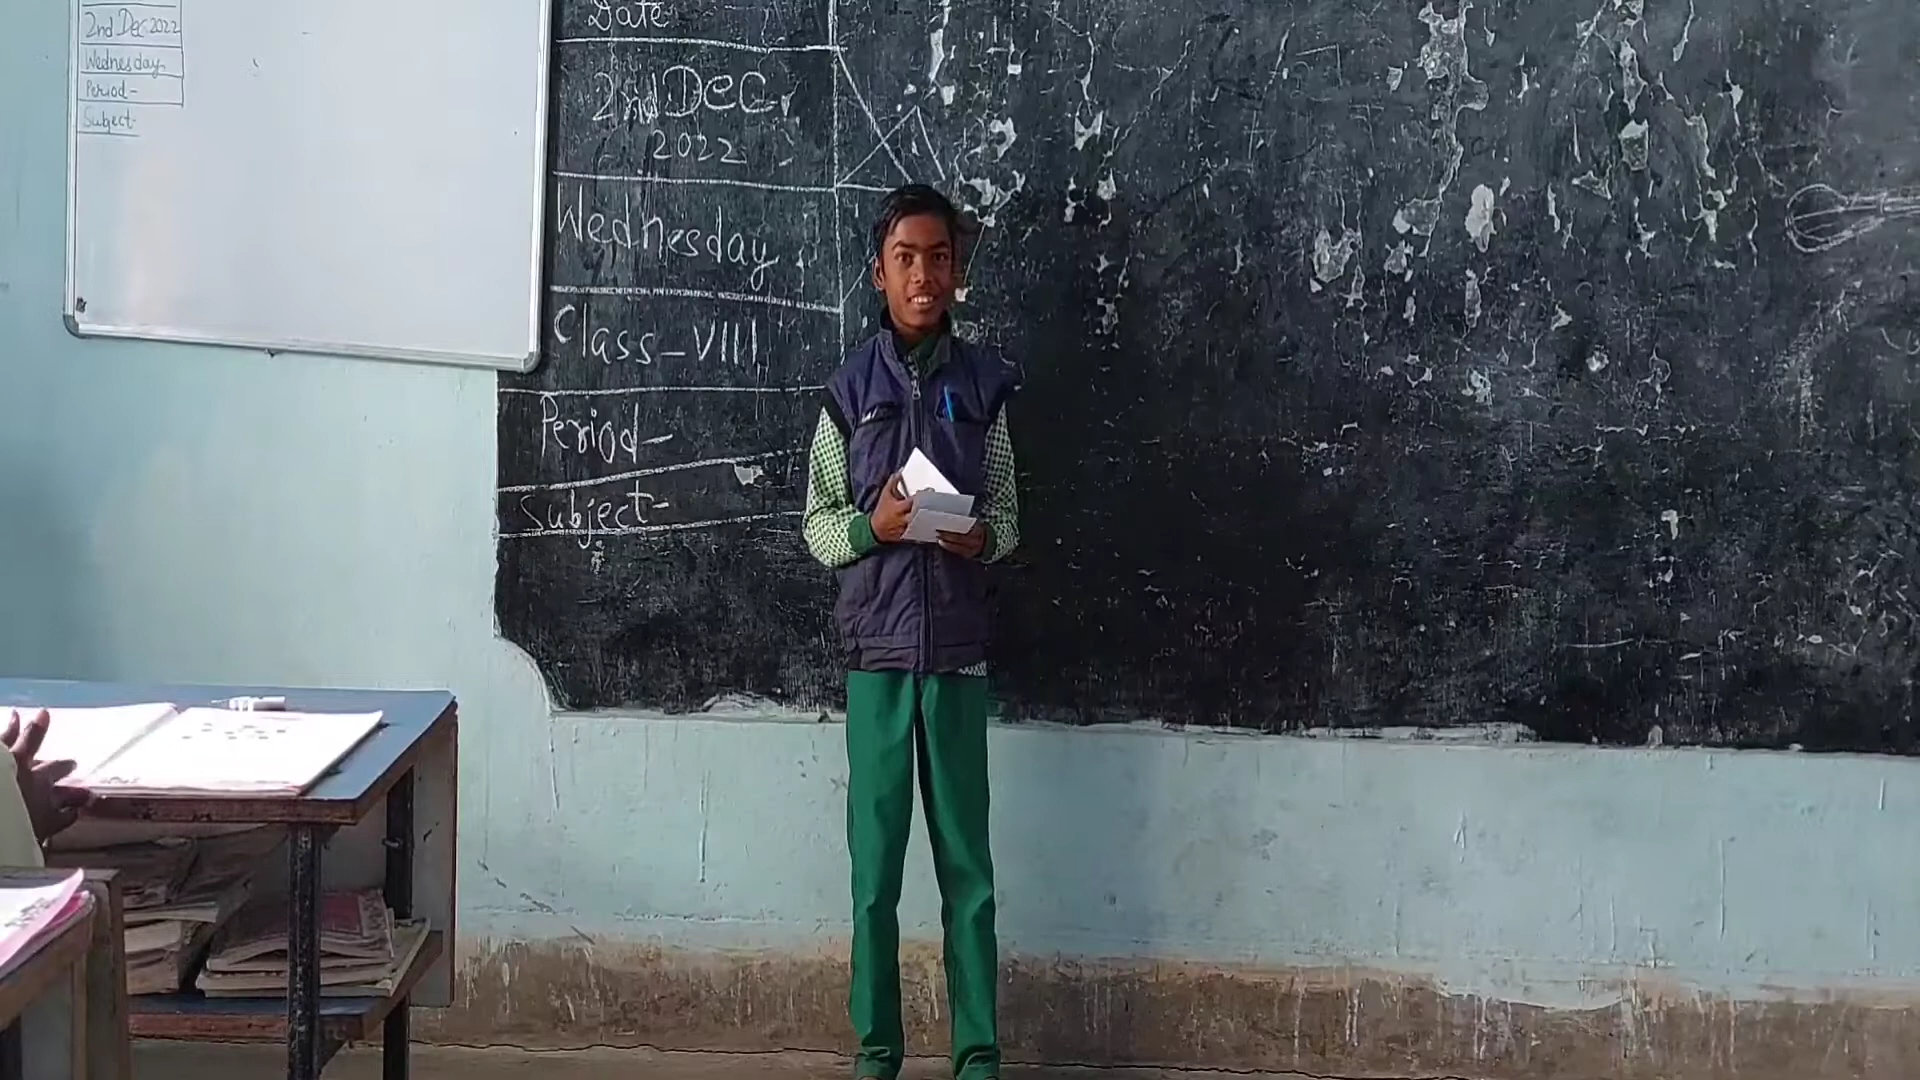 2nd Dec 2022
Wednesday
Period-
Subject-
Date
2nd DEC,
2022
Wednesday
Class-VIII
Period-
Subject-